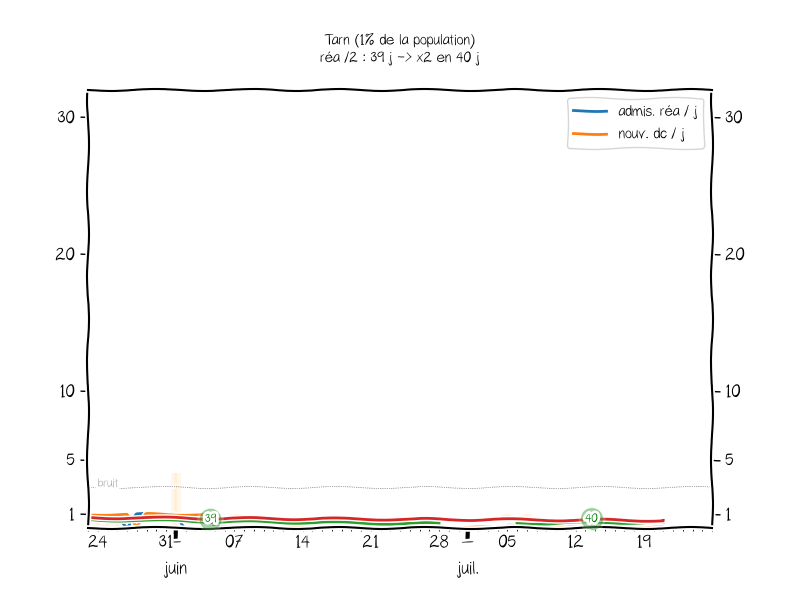 Tarn (1% de la population)
réa /2 : 39 j -> x2 en 40 j
admis. réa / j
nouv. dc / j
30
30
20
20
10
10
5
5
bruit
1
1
39
40
24 31 07 14 21 28 05 12 19
juin juil.